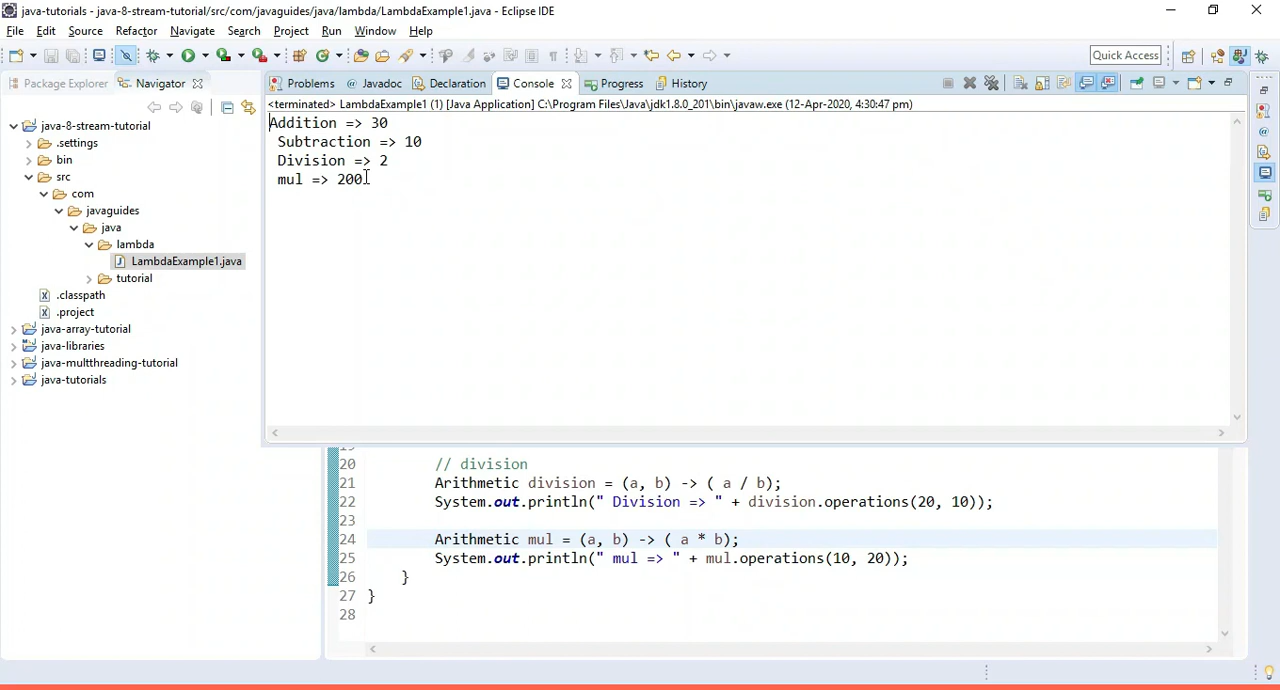 java-tutorials - java-8-stream-tutorial/src/com/javaguides/java/lambda/LambdaExample1.java - Eclipse IDE
File Edit Source Refactor Navigate Search Project Run Window Help
Quick Access
Package Explorer Navigator
Problems Javadoc Declaration Console Progress History
<terminated> LambdaExample1 (1) [Java Application] C:\Program Files\Java\jdk1.8.0_201\bin\javaw.exe (12-Apr-2020, 4:30:47 pm)
Addition => 30
Subtraction => 10
Division => 2
mul => 200
java-8-stream-tutorial
.settings
bin
src
com
javaguides
java
lambda
LambdaExample1.java
tutorial
.classpath
.project
java-array-tutorial
java-libraries
java-multthreading-tutorial
java-tutorials
20 // division
21 Arithmetic division = (a, b) -> ( a / b);
22 System.out.println(" Division => " + division.operations(20, 10));
23
24 Arithmetic mul = (a, b) -> ( a * b);
25 System.out.println(" mul => " + mul.operations(10, 20));
26 }
27 }
28